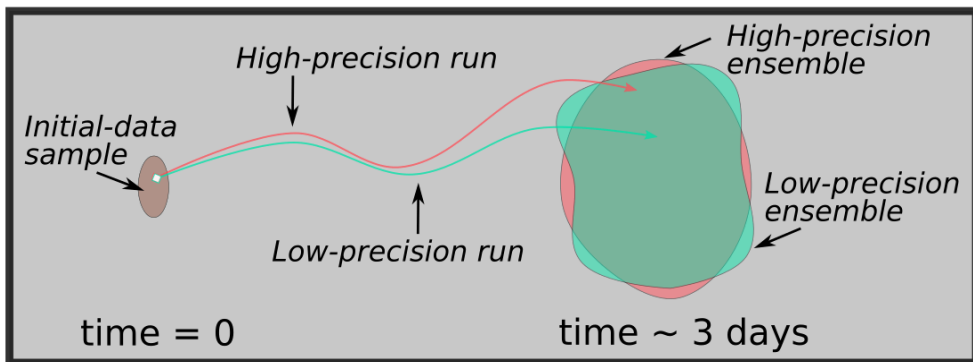 High-precision run
High-precision
ensemble
Initial-data
sample
Low-precision run
Low-precision
ensemble
time = 0
time ~ 3 days